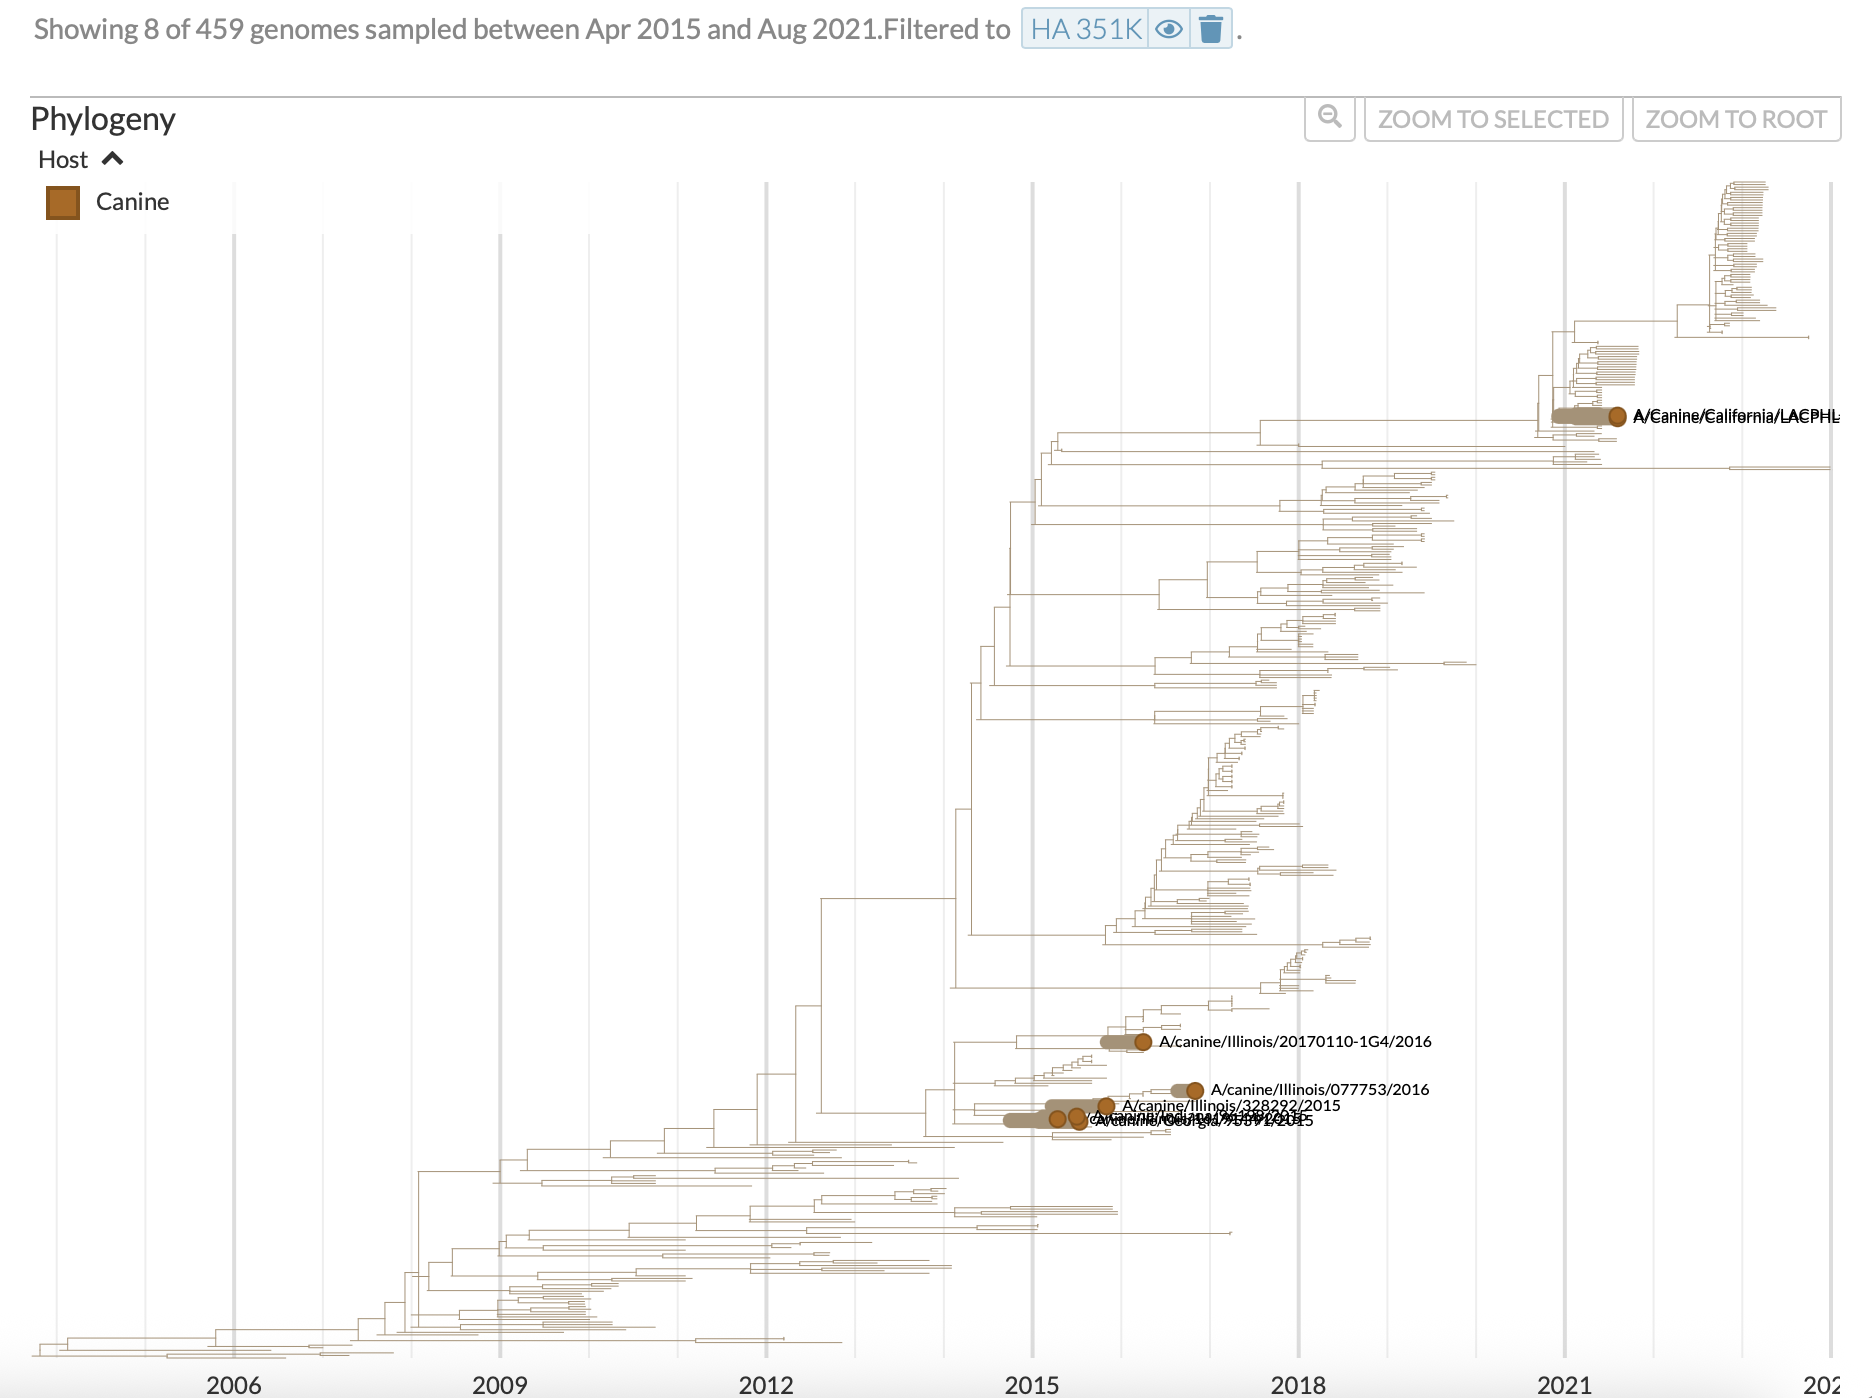 Showing 8 of 459 genomes sampled between Apr 2015 and Aug 2021.Filtered to HA 351K .
Phylogeny
ZOOM TO SELECTED
ZOOM TO ROOT
Host
Canine
A/Canine/California/LACPHL
A/canine/Illinois/20170110-1G4/2016
A/canine/Illinois/077753/2016
A/canine/Illinois/328292/2015
2006
2009
2012
2015
2018
2021
202